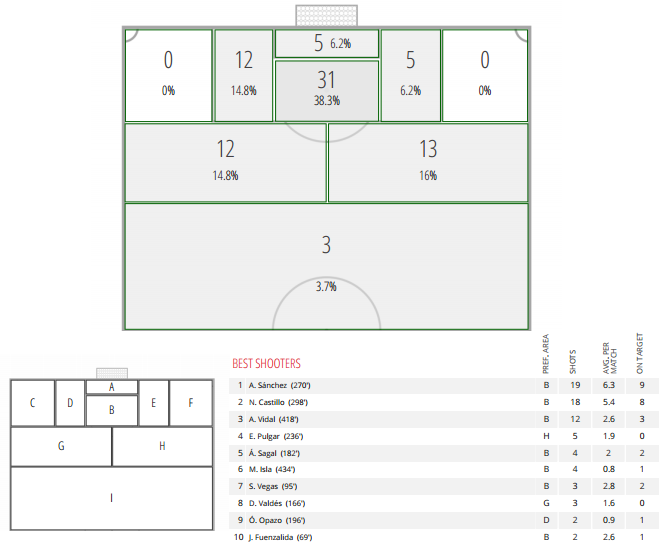 5 6.2%
0 12 31 5 0
0% 14.8% 38.3% 6.2% 0%
12 13
14.8% 16%
3
3.7%
A
C D B E F
G H
I
BEST SHOOTERS PREF. AREA SHOTS AVG. PER MATCH ON TARGET
1 A. Sánchez (270') B 19 6.3 9
2 N. Castillo (298') B 18 5.4 8
3 A. Vidal (418') B 12 2.6 3
4 E. Pulgar (236') H 5 1.9 0
5 Á. Sagal (182') B 4 2 2
6 M. Isla (434') B 4 0.8 1
7 S. Vegas (95') B 3 2.8 2
8 D. Valdés (166') G 3 1.6 0
9 Ó. Opazo (196') D 2 0.9 1
10 J. Fuenzalida (69') B 2 2.6 1